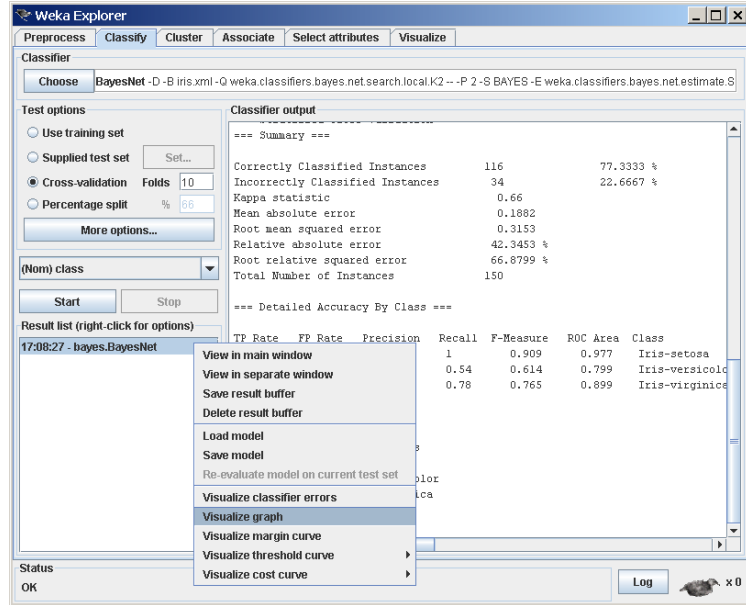 Weka Explorer
Preprocess Classify Cluster Associate Select attributes Visualize
Classifier
Choose BayesNet -D -B iris.xml -Q weka.classifiers.bayes.net.search.local.K2 -- -P 2 -S BAYES -E weka.classifiers.bayes.net.estimate.S
Test options
Use training set
Supplied test set Set...
Cross-validation Folds 10
Percentage split % 66
More options...
(Nom) class
Start Stop
Result list (right-click for options)
17:08:27 - bayes.BayesNet
Classifier output
=== Summary ===
Correctly Classified Instances 116 77.3333 %
Incorrectly Classified Instances 34 22.6667 %
Kappa statistic 0.66
Mean absolute error 0.1882
Root mean squared error 0.3153
Relative absolute error 42.3453 %
Root relative squared error 66.8799 %
Total Number of Instances 150
=== Detailed Accuracy By Class ===
TP Rate FP Rate Precision Recall F-Measure ROC Area Class
1 0.909 0.977 Iris-setosa
0.54 0.614 0.799 Iris-versicolo
0.78 0.765 0.899 Iris-virginica
s
olor
ica
View in main window
View in separate window
Save result buffer
Delete result buffer
Load model
Save model
Re-evaluate model on current test set
Visualize classifier errors
Visualize graph
Visualize margin curve
Visualize threshold curve
Visualize cost curve
Status
OK
Log x 0